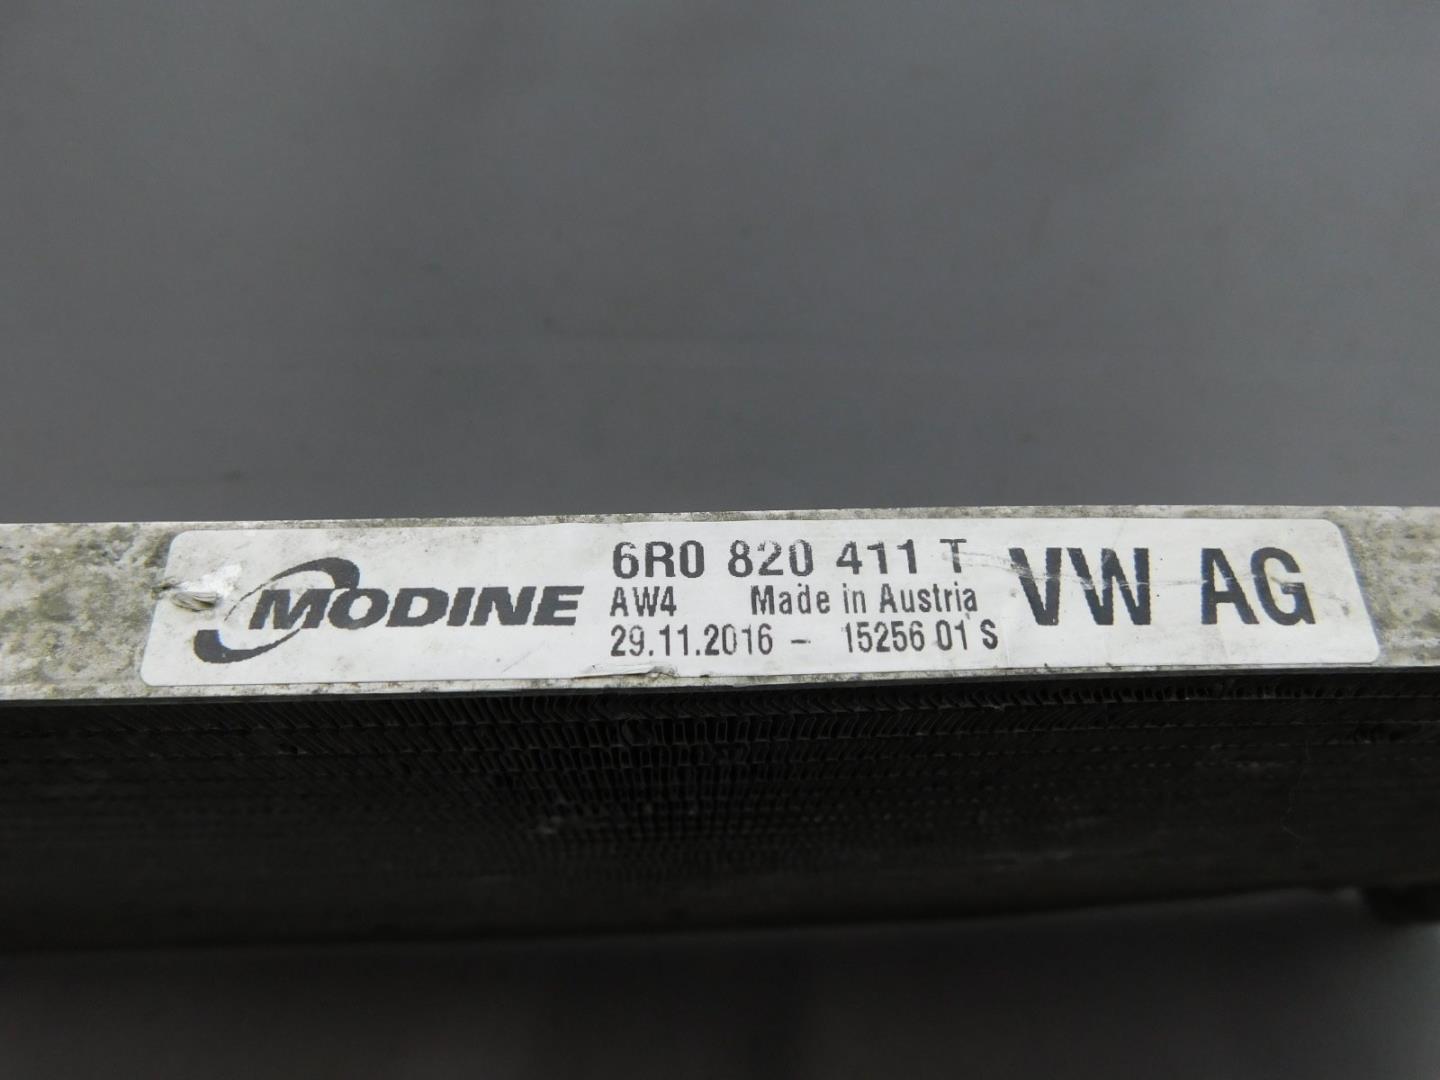 MODINE
6R0 820 411 T
AW4 Made in Austria
29.11.2016 - 15256 01 S
VW AG